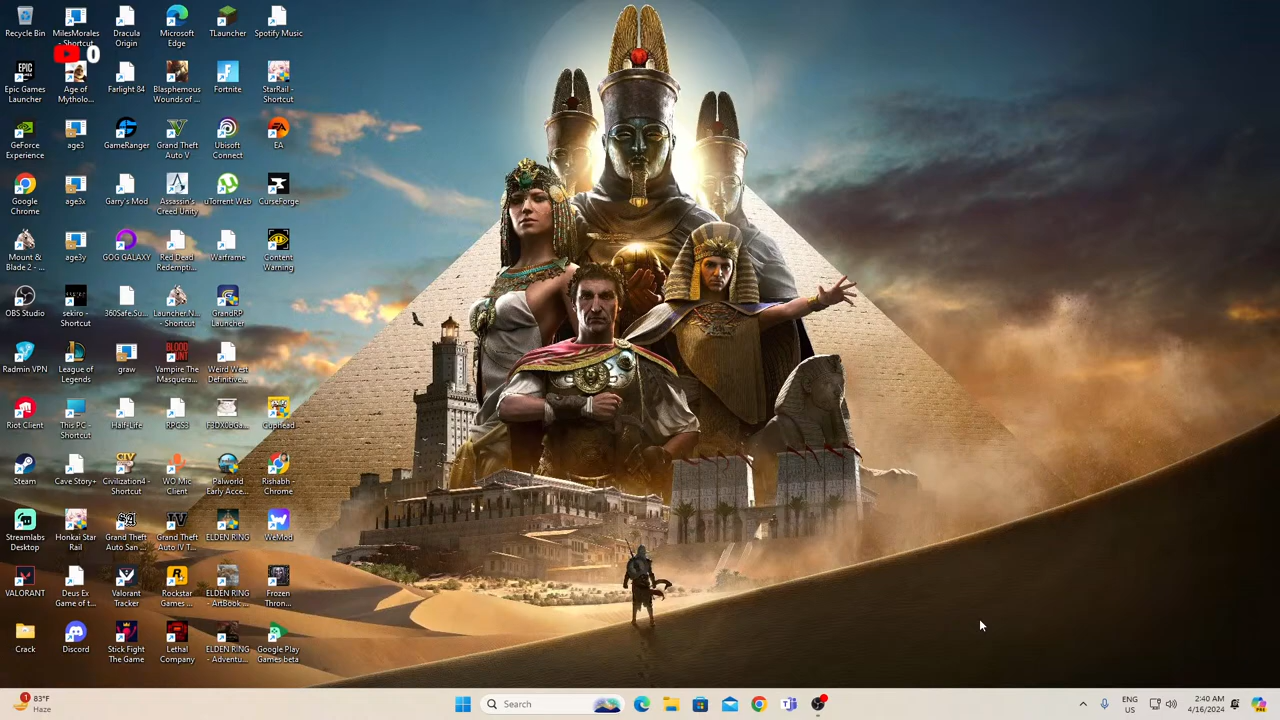 Recycle Bin
MilesMorales - Shortcut
Dracula Origin
Microsoft Edge
TLauncher
Spotify Music
0
Epic Games Launcher
Age of Mytholo...
Farlight 84
Blasphemous Wounds of ...
Fortnite
StarRail - Shortcut
GeForce Experience
age3
GameRanger
Grand Theft Auto V
Ubisoft Connect
EA
Google Chrome
age3x
Garry's Mod
Assassin's Creed Unity
uTorrent Web
CurseForge
Mount & Blade 2 - ...
age3y
GOG GALAXY
Red Dead Redempti...
Warframe
Content Warning
OBS Studio
sekiro - Shortcut
360Safe.Su...
Launcher.N... - Shortcut
GrandRP Launcher
Radmin VPN
League of Legends
graw
Vampire The Masquera...
Weird West Definitive...
Riot Client
This PC - Shortcut
Half-Life
RPCS3
Cuphead
Steam
Cave Story+
Civilization4 - Shortcut
WO Mic Client
Palworld Early Acce...
Rishabh - Chrome
Streamlabs Desktop
Honkai Star Rail
Grand Theft Auto San ...
Grand Theft Auto IV T...
ELDEN RING
WeMod
VALORANT
Deus Ex Game of t...
Valorant Tracker
Rockstar Games ...
ELDEN RING - ArtBook...
Frozen Thron...
Crack
Discord
Stick Fight The Game
Lethal Company
ELDEN RING - Adventu...
Google Play Games beta
83°F
Haze
Search
ENG
US
2:40 AM
4/16/2024